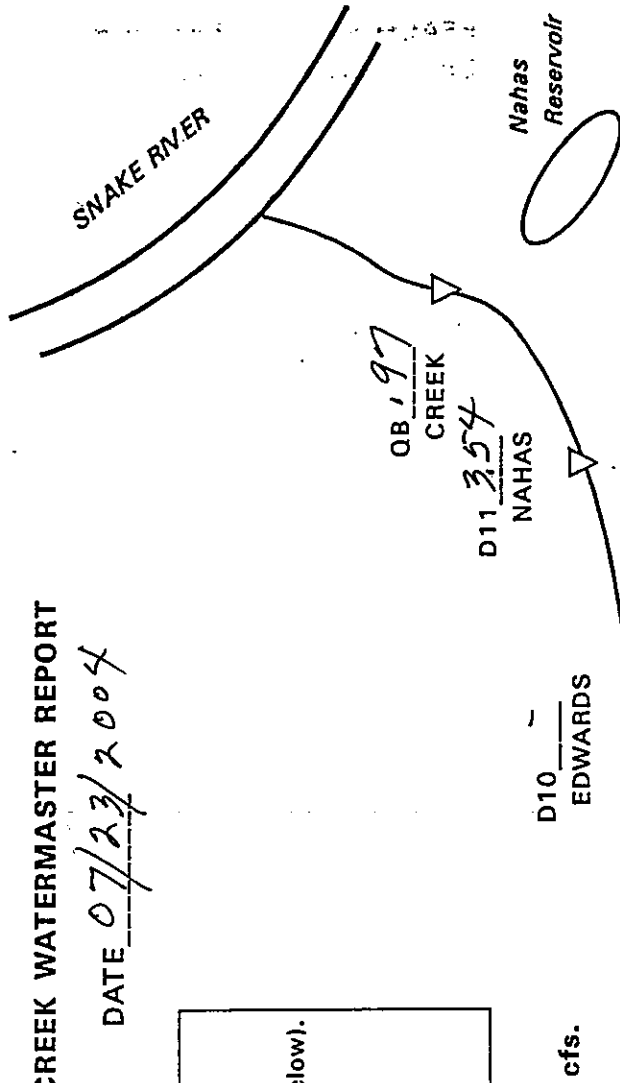 CREEK WATERMASTER REPORT
DATE 07/23/2004
SNAKE RIVER
Nahas
Reservoir
QB .97
CREEK
D11 3.54
NAHAS
D10 -
EDWARDS
elow).
cfs.